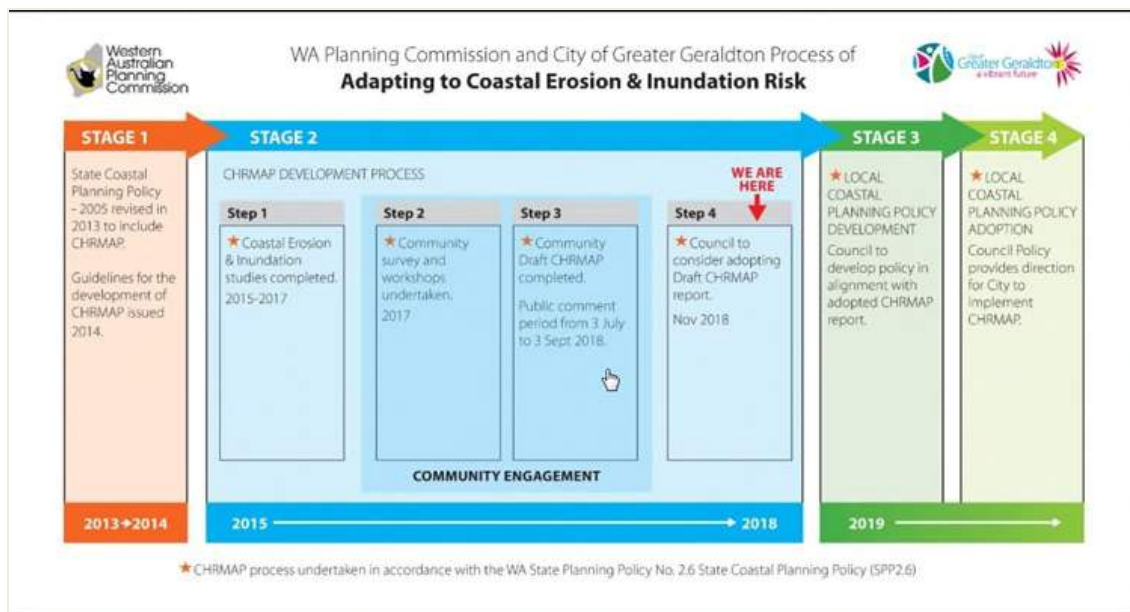 Western
Australian
Planning
Commission
WA Planning Commission and City of Greater Geraldton Process of
Adapting to Coastal Erosion & Inundation Risk
City of
Greater Geraldton
a vibrant future
STAGE 1
State Coastal
Planning Policy
- 2005 revised in
2013 to include
CHRMAP.
Guidelines for the
development of
CHRMAP issued
2014.
2013→2014
STAGE 2
CHRMAP DEVELOPMENT PROCESS
WE ARE
HERE
Step 1
★Coastal Erosion
& Inundation
studies completed.
2015-2017
Step 2
★Community
survey and
workshops
undertaken.
2017
Step 3
★Community
Draft CHRMAP
completed.
Public comment
period from 3 July
to 3 Sept 2018.
Step 4
★Council to
consider adopting
Draft CHRMAP
report.
Nov 2018
COMMUNITY ENGAGEMENT
2015 → 2018
STAGE 3
★LOCAL
COASTAL
PLANNING POLICY
DEVELOPMENT
Council to
develop policy in
alignment with
adopted CHRMAP
report.
STAGE 4
★LOCAL
COASTAL
PLANNING POLICY
ADOPTION
Council Policy
provides direction
for City to
implement
CHRMAP.
2019 →
★CHRMAP process undertaken in accordance with the WA State Planning Policy No. 2.6 State Coastal Planning Policy (SPP2.6)